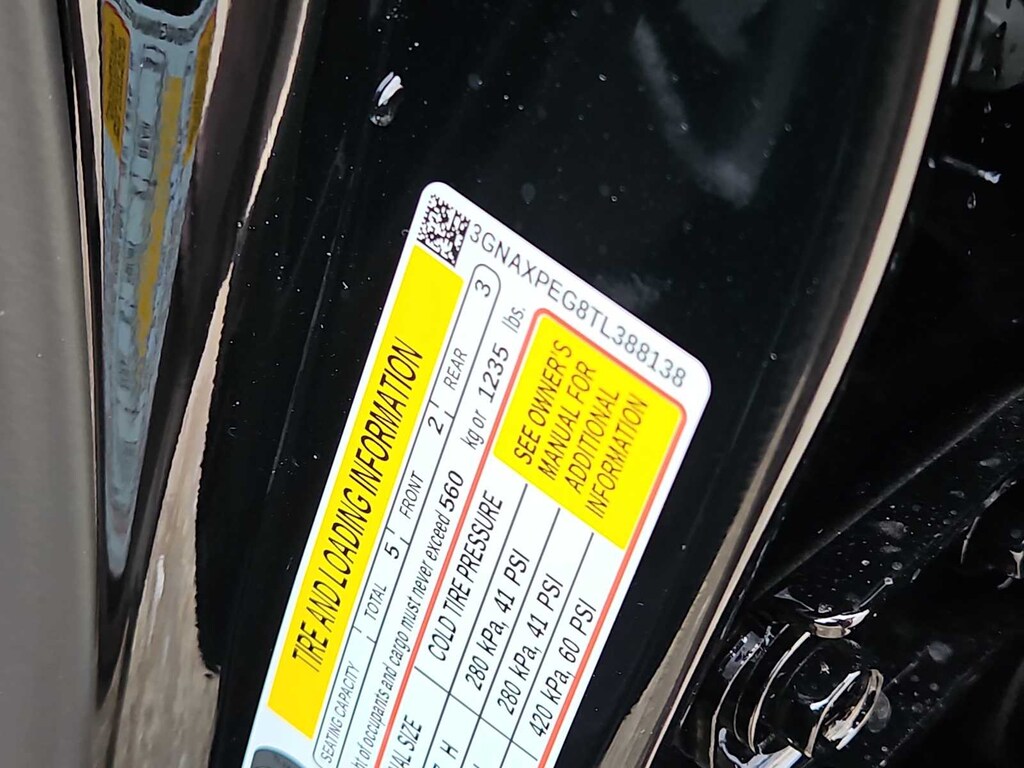 3GNAXPEG8TL388138
TIRE AND LOADING INFORMATION
SEATING CAPACITY TOTAL 5 FRONT 2 REAR 3
of occupants and cargo must never exceed 560 kg or 1235 lbs.
SIZE COLD TIRE PRESSURE
H 280 kPa, 41 PSI
280 kPa, 41 PSI
420 kPa, 60 PSI
SEE OWNER'S
MANUAL FOR
ADDITIONAL
INFORMATION